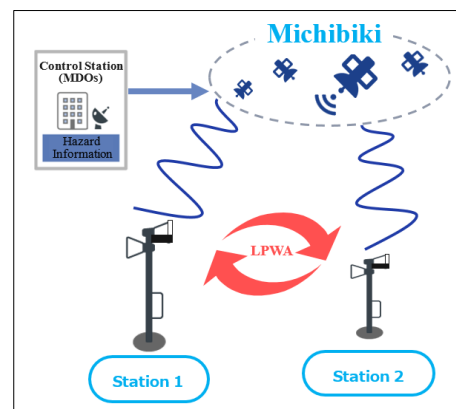 Michibiki
Control Station
(MDOs)
Hazard
Information
LPWA
Station 1
Station 2